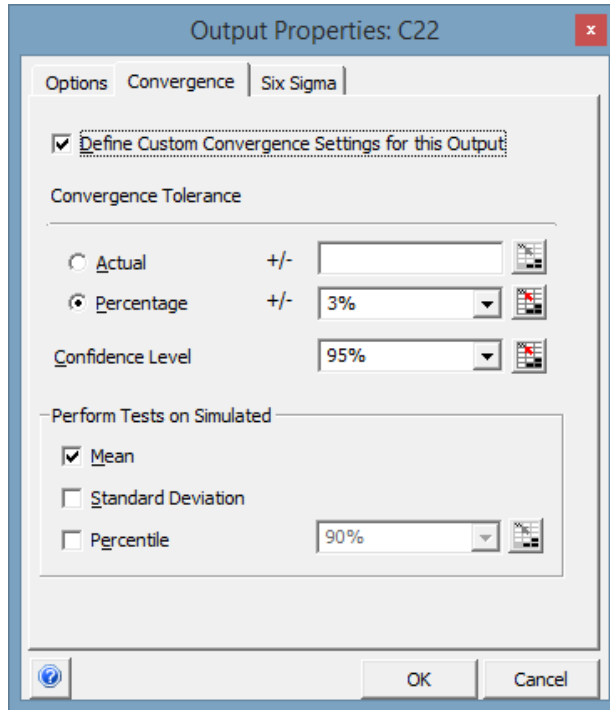 Output Properties: C22
x
Options Convergence Six Sigma
Define Custom Convergence Settings for this Output
Convergence Tolerance
Actual +/-
Percentage +/- 3%
Confidence Level 95%
Perform Tests on Simulated
Mean
Standard Deviation
Percentile 90%
? OK Cancel